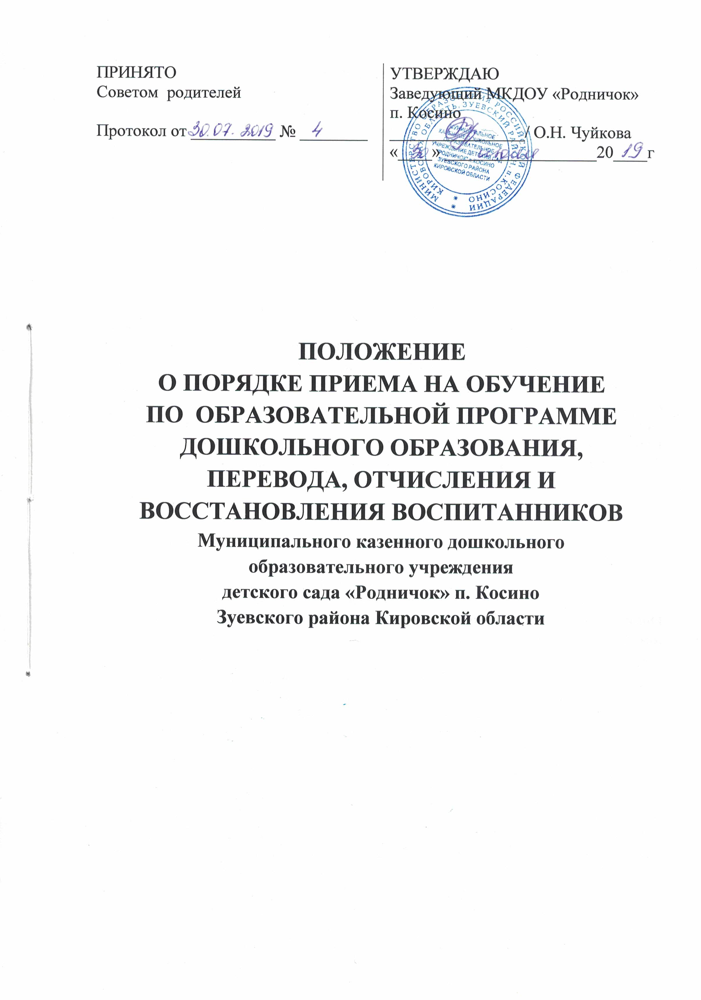 ПРИНЯТО
Советом родителей
Протокол от 30.07.2019 № 4
УТВЕРЖДАЮ
Заведующий МКДОУ «Родничок»
п. Косино
/ О.Н. Чуйкова
« 30 » июля 20 19 г
МИНИСТЕРСТВО ОБРАЗОВАНИЯ РОССИЙСКОЙ ФЕДЕРАЦИИ
КИРОВСКАЯ ОБЛАСТЬ, ЗУЕВСКИЙ РАЙОН, п. КОСИНО
МУНИЦИПАЛЬНОЕ
КАЗЕННОЕ ДОШКОЛЬНОЕ
ОБРАЗОВАТЕЛЬНОЕ
УЧРЕЖДЕНИЕ ДЕТСКИЙ САД
"РОДНИЧОК" п.КОСИНО
ЗУЕВСКОГО РАЙОНА
КИРОВСКОЙ ОБЛАСТИ
ПОЛОЖЕНИЕ
О ПОРЯДКЕ ПРИЕМА НА ОБУЧЕНИЕ
ПО ОБРАЗОВАТЕЛЬНОЙ ПРОГРАММЕ
ДОШКОЛЬНОГО ОБРАЗОВАНИЯ,
ПЕРЕВОДА, ОТЧИСЛЕНИЯ И
ВОССТАНОВЛЕНИЯ ВОСПИТАННИКОВ
Муниципального казенного дошкольного
образовательного учреждения
детского сада «Родничок» п. Косино
Зуевского района Кировской области